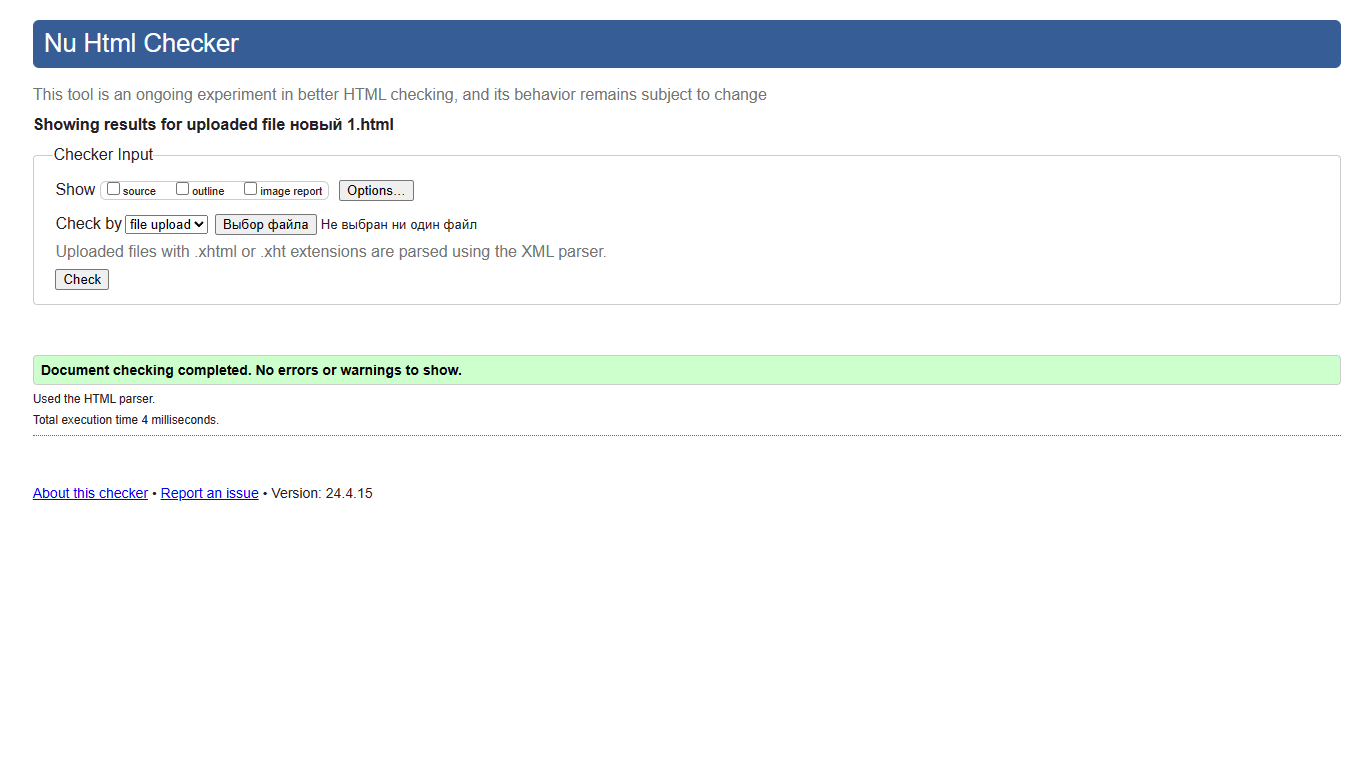 Nu Html Checker
This tool is an ongoing experiment in better HTML checking, and its behavior remains subject to change
Showing results for uploaded file новый 1.html
Checker Input
Show source outline image report Options...
Check by file upload Выбор файла Не выбран ни один файл
Uploaded files with .xhtml or .xht extensions are parsed using the XML parser.
Check
Document checking completed. No errors or warnings to show.
Used the HTML parser.
Total execution time 4 milliseconds.
About this checker • Report an issue • Version: 24.4.15